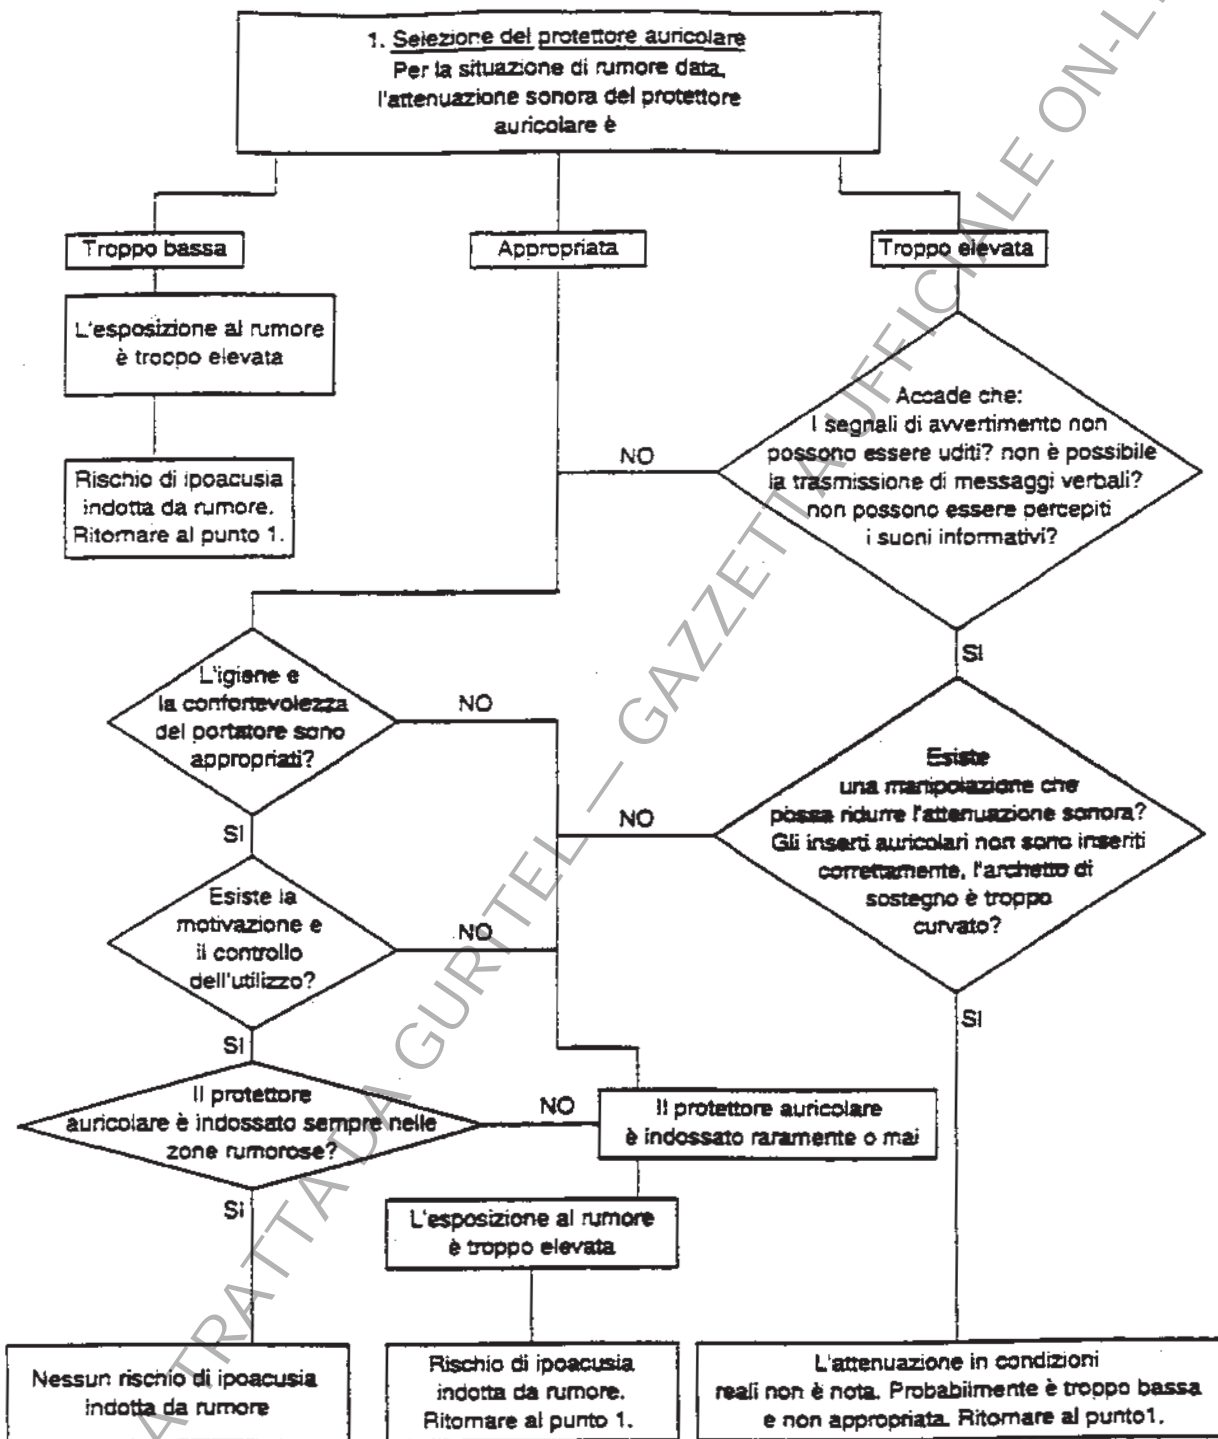 1. Selezione del protettore auricolare
Per la situazione di rumore data,
l'attenuazione sonora del protettore
auricolare è
Troppo bassa
Appropriata
Troppo elevata
L'esposizione al rumore
è troppo elevata
Rischio di ipoacusia
indotta da rumore.
Ritornare al punto 1.
Accade che:
I segnali di avvertimento non
possono essere uditi? non è possibile
la trasmissione di messaggi verbali?
non possono essere percepiti
i suoni informativi?
NO
SI
L'igiene e
la confortevolezza
del portatore sono
appropriati?
NO
SI
Esiste
una manipolazione che
possa ridurre l'attenuazione sonora?
Gli inserti auricolari non sono inseriti
correttamente, l'archetto di
sostegno è troppo
curvato?
NO
SI
Esiste la
motivazione e
il controllo
dell'utilizzo?
NO
SI
Il protettore
auricolare è indossato sempre nelle
zone rumorose?
NO
SI
Il protettore auricolare
è indossato raramente o mai
L'esposizione al rumore
è troppo elevata
Nessun rischio di ipoacusia
indotta da rumore
Rischio di ipoacusia
indotta da rumore.
Ritornare al punto 1.
L'attenuazione in condizioni
reali non è nota. Probabilmente è troppo bassa
e non appropriata. Ritornare al punto1.
TRATTA DA GURITEL — GAZZETTA UFFICIALE ON-L